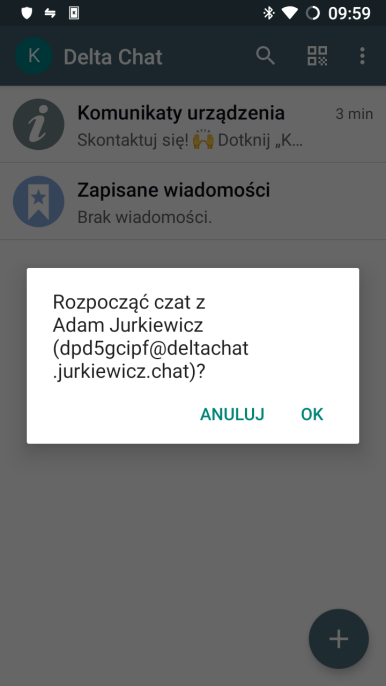 09:59
K
Delta Chat
Komunikaty urządzenia
3 min
Skontaktuj się! 🙌 Dotknij „K...
Zapisane wiadomości
Brak wiadomości.
Rozpocząć czat z
Adam Jurkiewicz
(dpd5gcipf@deltachat
.jurkiewicz.chat)?
ANULUJ
OK